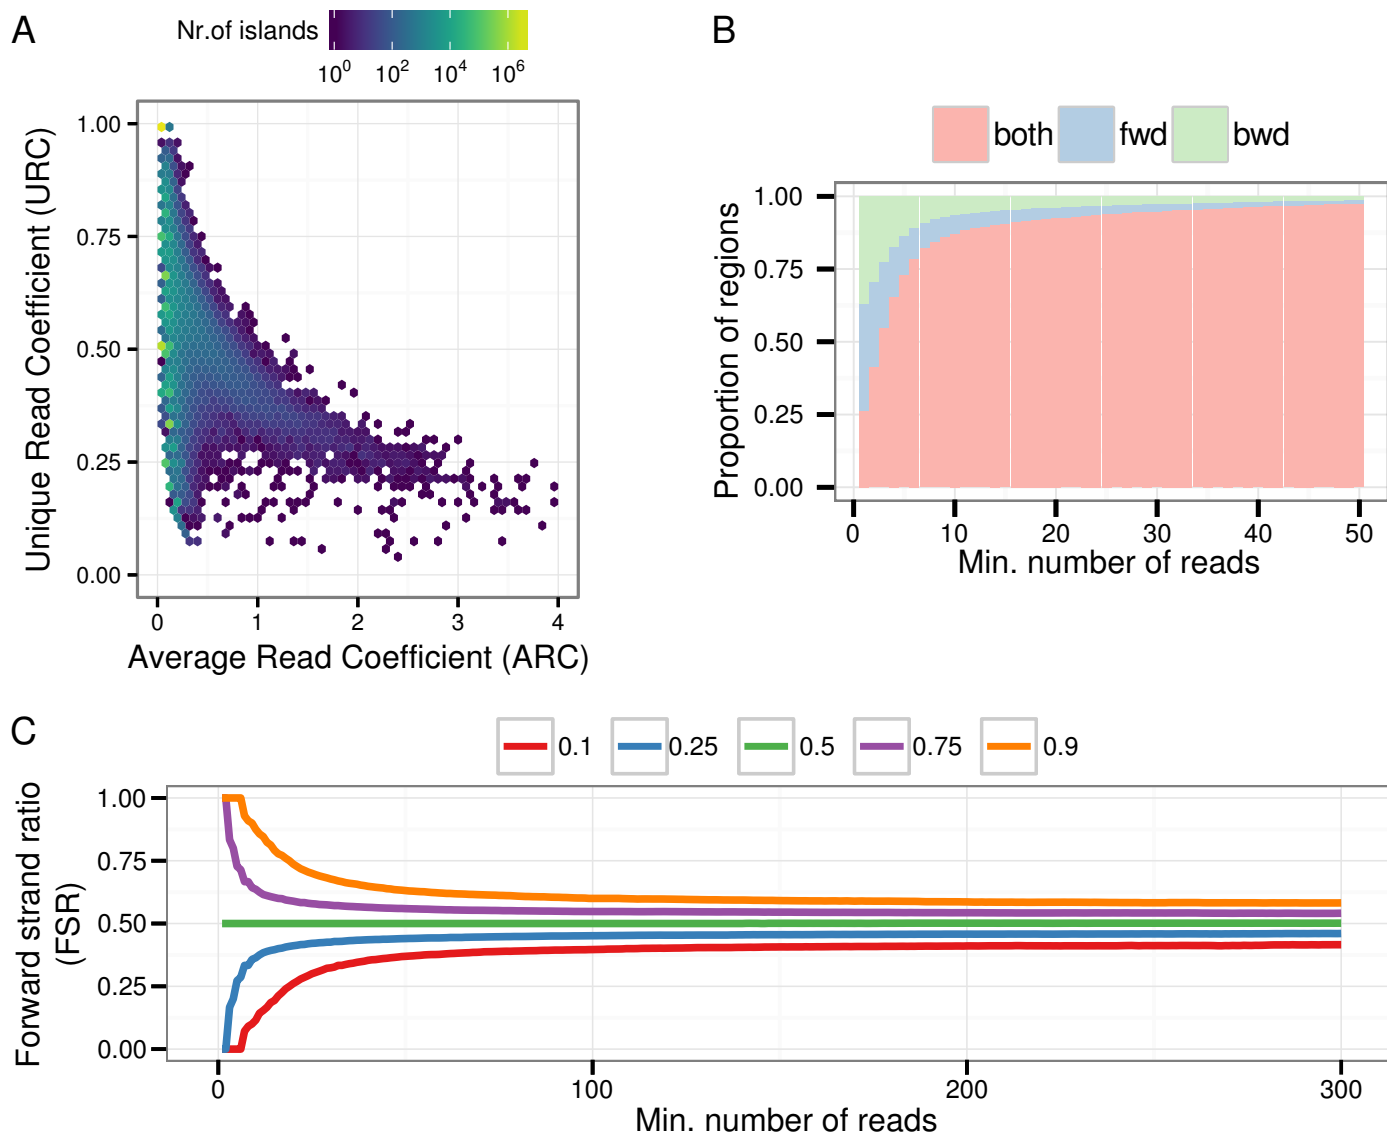 A
Nr.of islands
10^0 10^2 10^4 10^6
Unique Read Coefficient (URC)
1.00
0.75
0.50
0.25
0.00
0 1 2 3 4
Average Read Coefficient (ARC)
B
both fwd bwd
Proportion of regions
1.00
0.75
0.50
0.25
0.00
0 10 20 30 40 50
Min. number of reads
C
0.1 0.25 0.5 0.75 0.9
Forward strand ratio
(FSR)
1.00
0.75
0.50
0.25
0.00
0 100 200 300
Min. number of reads